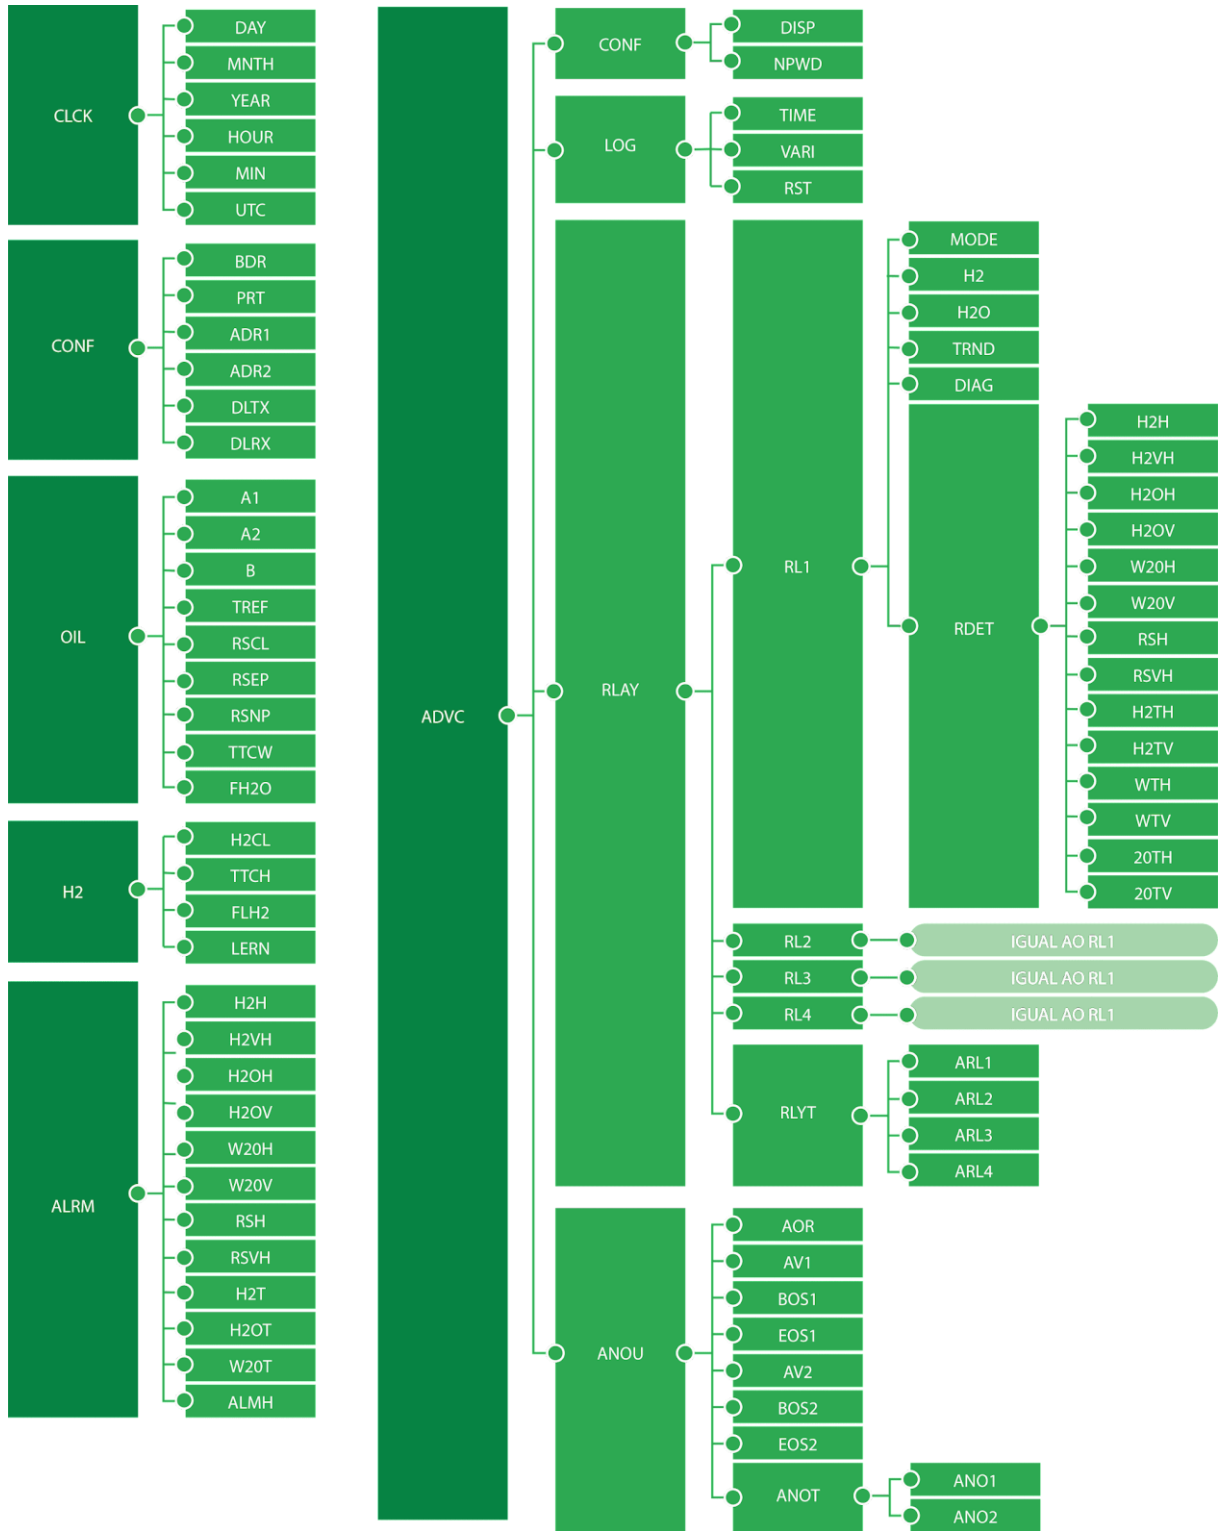 CLCK
DAY
MNTH
YEAR
HOUR
MIN
UTC
CONF
BDR
PRT
ADR1
ADR2
DLTX
DLRX
OIL
A1
A2
B
TREF
RSCL
RSEP
RSNP
TTCW
FH2O
H2
H2CL
TTCH
FLH2
LERN
ALRM
H2H
H2VH
H2OH
H2OV
W20H
W20V
RSH
RSVH
H2T
H2OT
W20T
ALMH
ADVC
CONF
DISP
NPWD
LOG
TIME
VARI
RST
RLAY
RL1
MODE
H2
H2O
TRND
DIAG
RDET
H2H
H2VH
H2OH
H2OV
W20H
W20V
RSH
RSVH
H2TH
H2TV
WTH
WTV
20TH
20TV
RL2
IGUAL AO RL1
RL3
IGUAL AO RL1
RL4
IGUAL AO RL1
RLYT
ARL1
ARL2
ARL3
ARL4
ANOU
AOR
AV1
BOS1
EOS1
AV2
BOS2
EOS2
ANOT
ANO1
ANO2